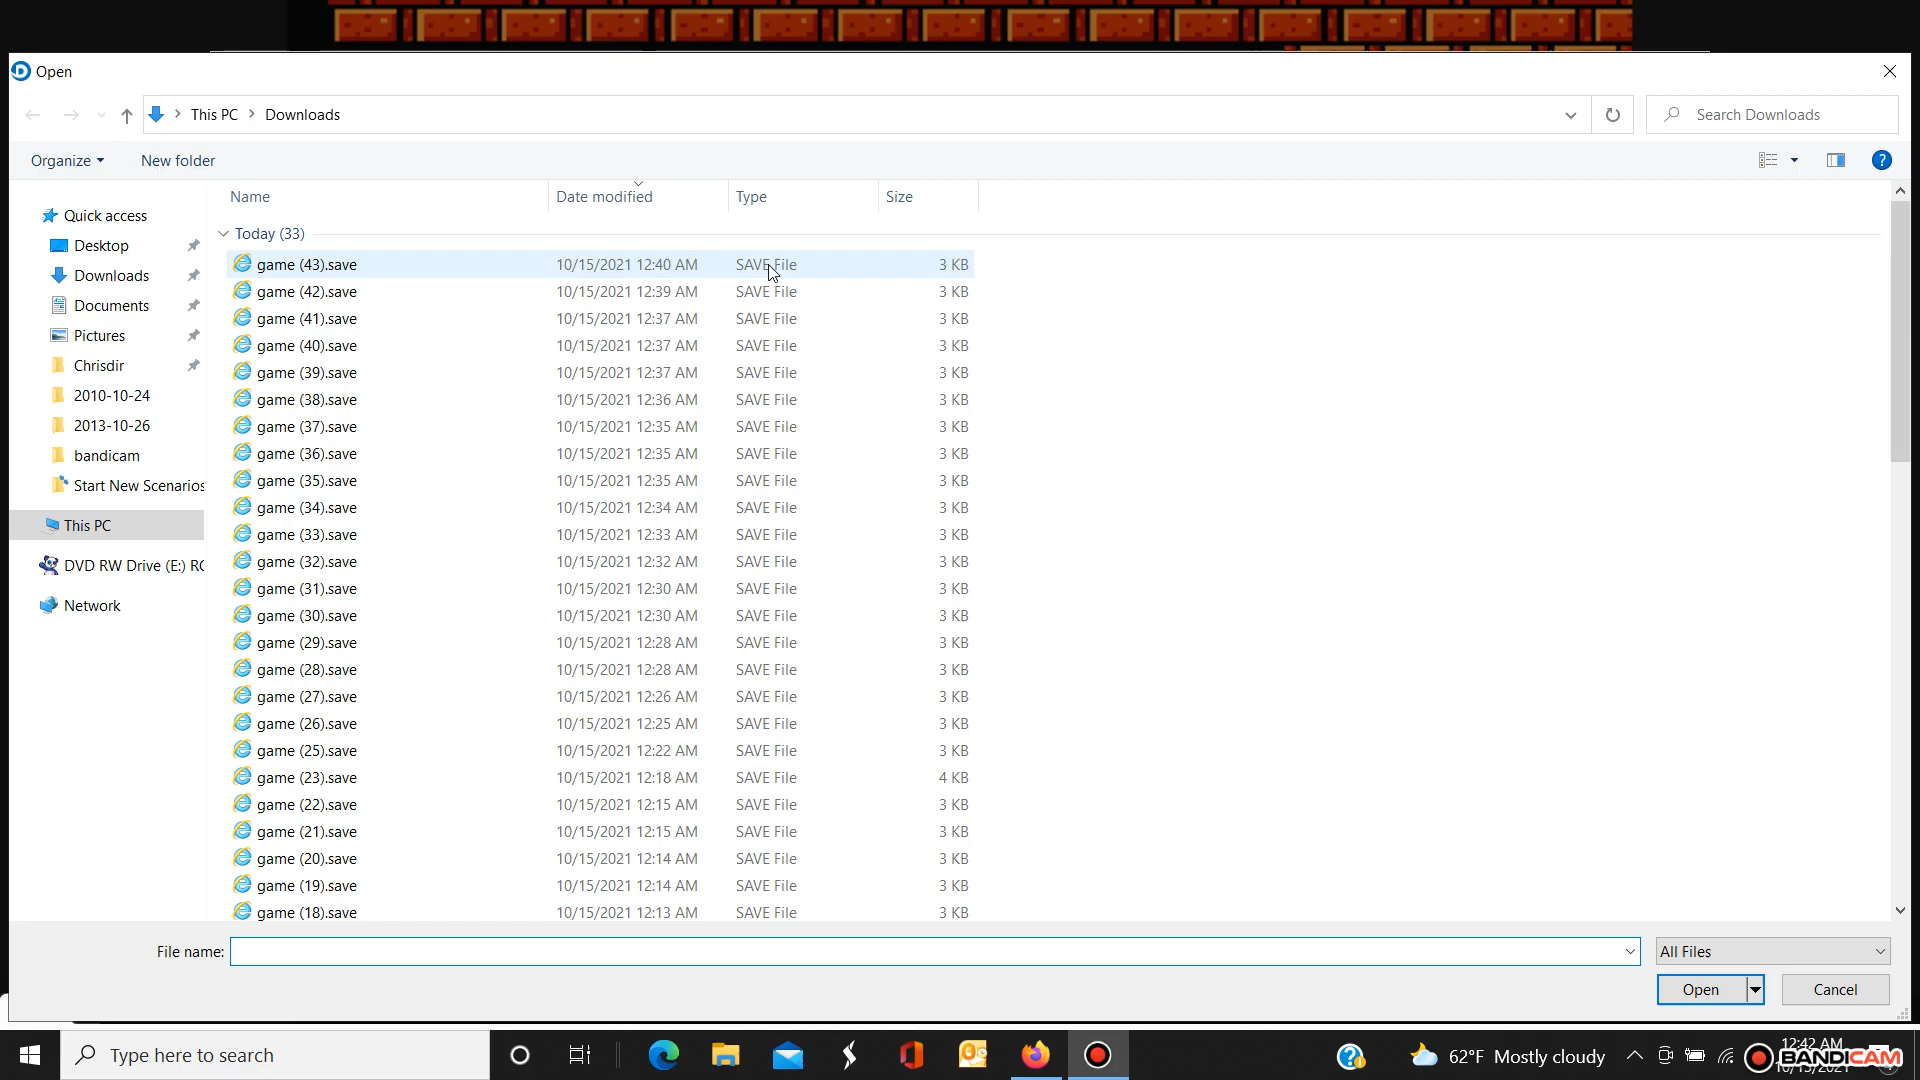 Open
This PC > Downloads
Search Downloads
Organize
New folder
?
Name
Date modified
Type
Size
Quick access
Desktop
Downloads
Documents
Pictures
Chrisdir
2010-10-24
2013-10-26
bandicam
Start New Scenarios
This PC
DVD RW Drive (E:) RC
Network
Today (33)
game (43).save 10/15/2021 12:40 AM SAVE File 3 KB
game (42).save 10/15/2021 12:39 AM SAVE File 3 KB
game (41).save 10/15/2021 12:37 AM SAVE File 3 KB
game (40).save 10/15/2021 12:37 AM SAVE File 3 KB
game (39).save 10/15/2021 12:37 AM SAVE File 3 KB
game (38).save 10/15/2021 12:36 AM SAVE File 3 KB
game (37).save 10/15/2021 12:35 AM SAVE File 3 KB
game (36).save 10/15/2021 12:35 AM SAVE File 3 KB
game (35).save 10/15/2021 12:35 AM SAVE File 3 KB
game (34).save 10/15/2021 12:34 AM SAVE File 3 KB
game (33).save 10/15/2021 12:33 AM SAVE File 3 KB
game (32).save 10/15/2021 12:32 AM SAVE File 3 KB
game (31).save 10/15/2021 12:30 AM SAVE File 3 KB
game (30).save 10/15/2021 12:30 AM SAVE File 3 KB
game (29).save 10/15/2021 12:28 AM SAVE File 3 KB
game (28).save 10/15/2021 12:28 AM SAVE File 3 KB
game (27).save 10/15/2021 12:26 AM SAVE File 3 KB
game (26).save 10/15/2021 12:25 AM SAVE File 3 KB
game (25).save 10/15/2021 12:22 AM SAVE File 3 KB
game (23).save 10/15/2021 12:18 AM SAVE File 4 KB
game (22).save 10/15/2021 12:15 AM SAVE File 3 KB
game (21).save 10/15/2021 12:15 AM SAVE File 3 KB
game (20).save 10/15/2021 12:14 AM SAVE File 3 KB
game (19).save 10/15/2021 12:14 AM SAVE File 3 KB
game (18).save 10/15/2021 12:13 AM SAVE File 3 KB
File name:
All Files
Open
Cancel
Type here to search
62°F Mostly cloudy
12:42 AM
BANDICAM